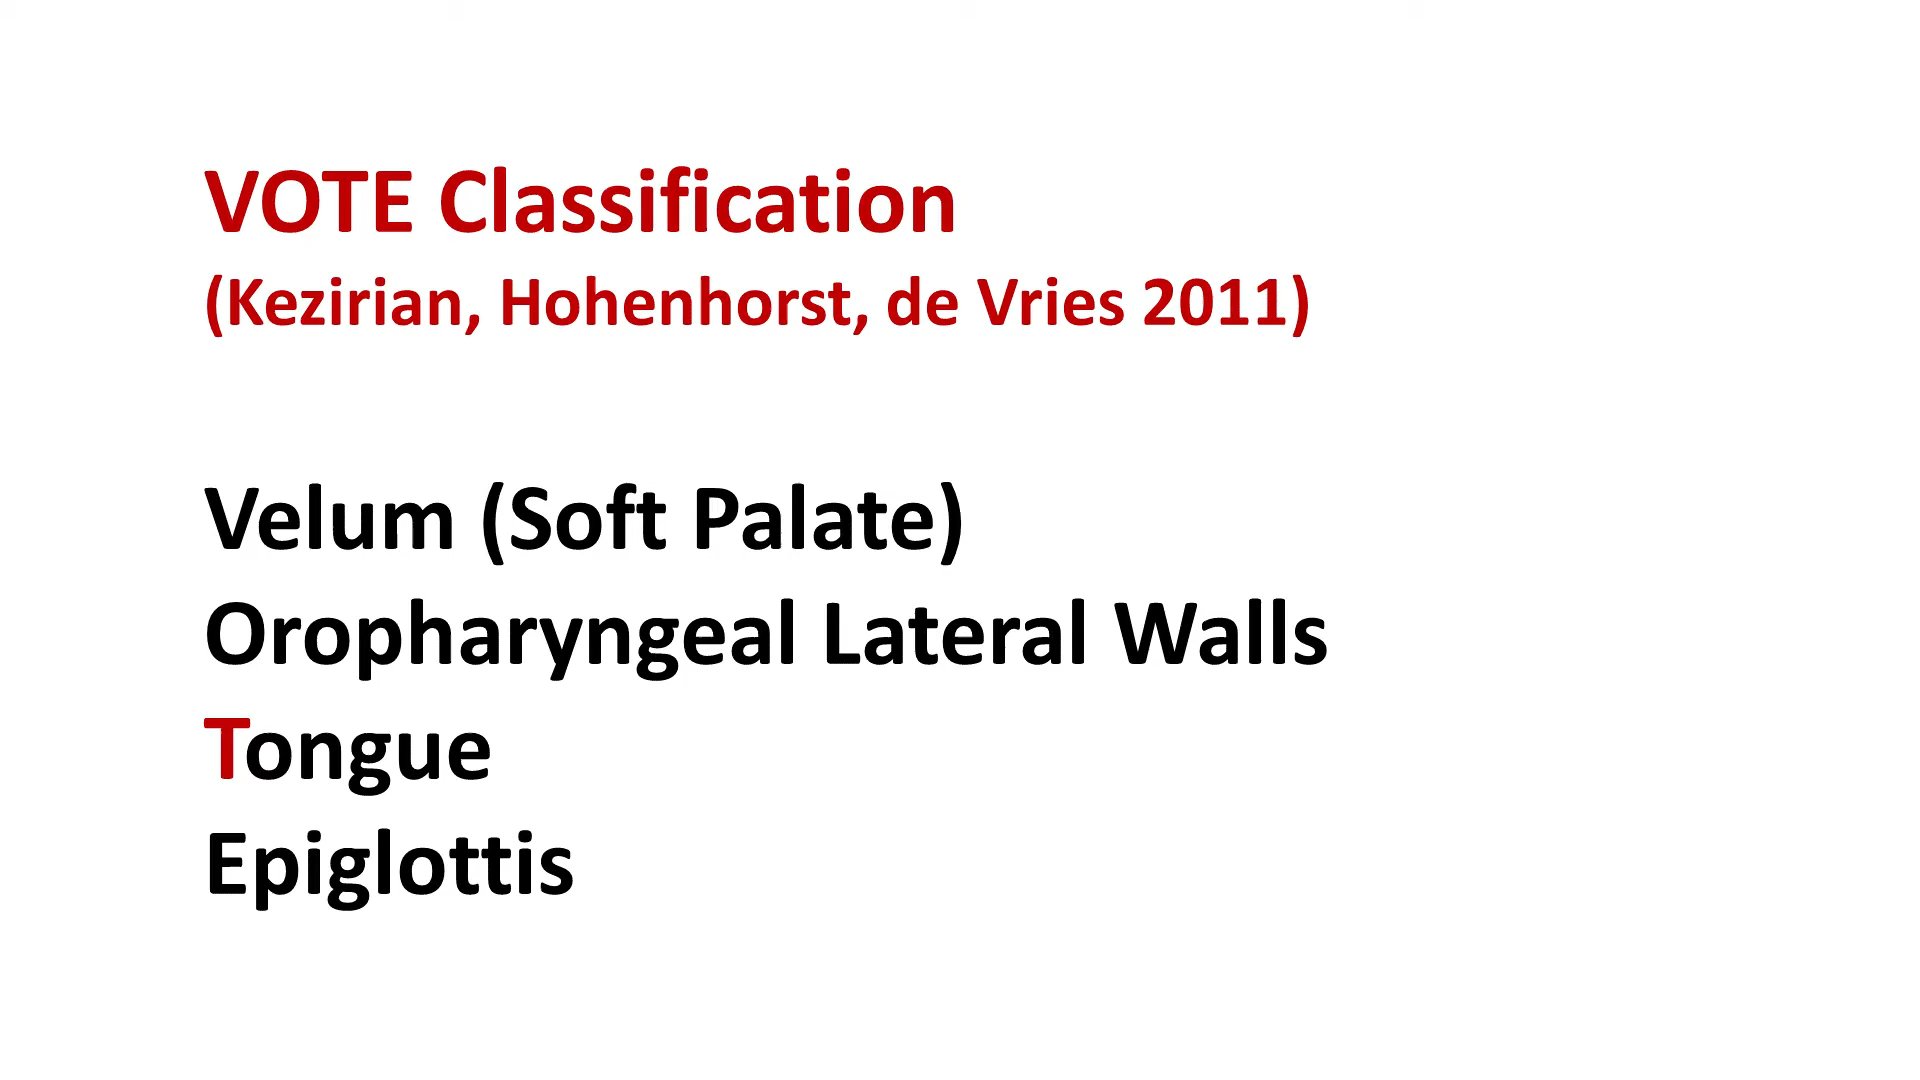 VOTE Classification
(Kezirian, Hohenhorst, de Vries 2011)
Velum (Soft Palate)
Oropharyngeal Lateral Walls
Tongue
Epiglottis